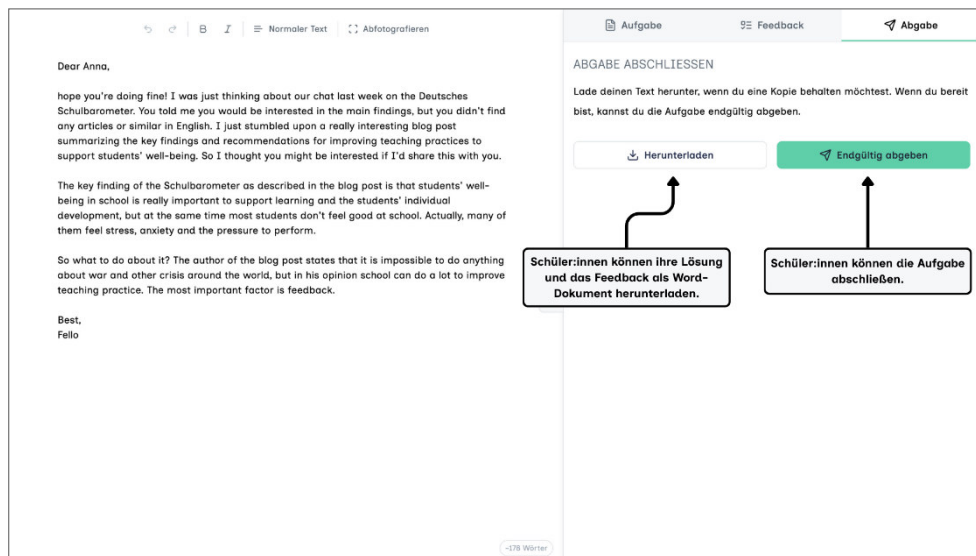 Normaler Text
Abfotografieren
Dear Anna,
hope you're doing fine! I was just thinking about our chat last week on the Deutsches
Schulbarometer. You told me you would be interested in the main findings, but you didn't find
any articles or similar in English. I just stumbled upon a really interesting blog post
summarizing the key findings and recommendations for improving teaching practices to
support students' well-being. So I thought you might be interested if I'd share this with you.
The key finding of the Schulbarometer as described in the blog post is that students' well-
being in school is really important to support learning and the students' individual
development, but at the same time most students don't feel good at school. Actually, many of
them feel stress, anxiety and the pressure to perform.
So what to do about it? The author of the blog post states that it is impossible to do anything
about war and other crisis around the world, but in his opinion school can do a lot to improve
teaching practice. The most important factor is feedback.
Best,
Fello
~178 Wörter
Aufgabe
Feedback
Abgabe
ABGABE ABSCHLIESSEN
Lade deinen Text herunter, wenn du eine Kopie behalten möchtest. Wenn du bereit
bist, kannst du die Aufgabe endgültig abgeben.
Herunterladen
Endgültig abgeben
Schüler:innen können ihre Lösung
und das Feedback als Word-
Dokument herunterladen.
Schüler:innen können die Aufgabe
abschließen.